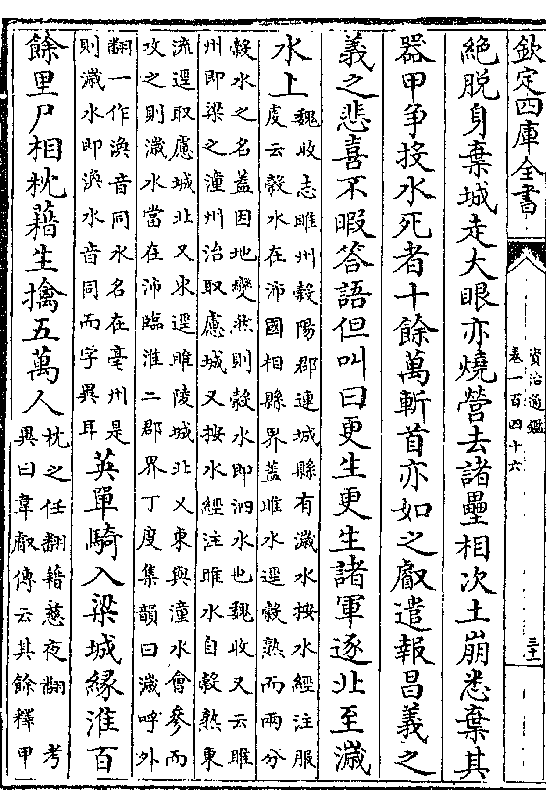 欽定四庫全書
資治通鑑
卷一百四十六
三十一
絶脱身棄城走大眼亦燒營去諸壘相次土崩悉棄其
器甲争投水死者十餘萬斬首亦如之叡遣報昌義之
義之悲喜不暇答語但叫曰更生更生諸軍逐北至濊
水上
魏收志睢州穀陽郡連城縣有濊水按水經注服
虔云穀水在沛國相縣界蓋睢水逕穀熟而兩分
穀水之名蓋因地變然則穀水即泗水也魏收又云睢
州即梁之潼州治取慮城又按水經注睢水自穀熟東
流逕取慮城北又東逕睢陵城北又東與潼水會參而
攻之則濊水當在沛臨淮二郡界丁度集韻曰濊呼外
翻一作渙音同水名在亳州是
則濊水即渙水音同而字異耳
英單騎入梁城緣淮百
餘里尸相枕藉生擒五萬人
枕之任翻籍慈夜翻 考
異曰韋叡傳云其餘釋甲